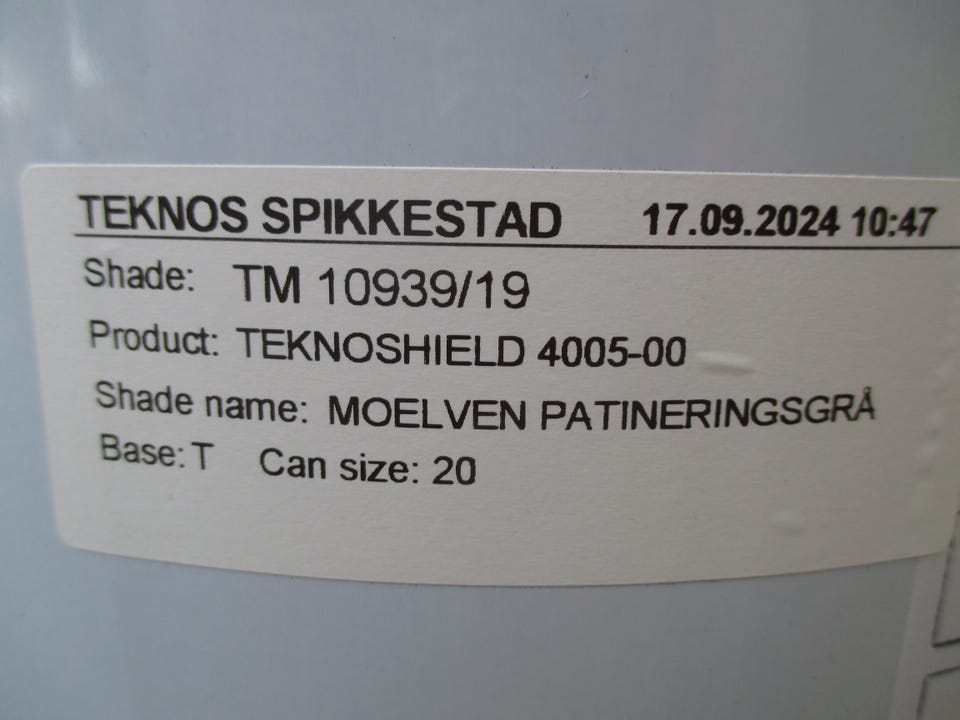 TEKNOS SPIKKESTAD 17.09.2024 10:47
Shade: TM 10939/19
Product: TEKNOSHIELD 4005-00
Shade name: MOELVEN PATINERINGSGRÅ
Base: T Can size: 20